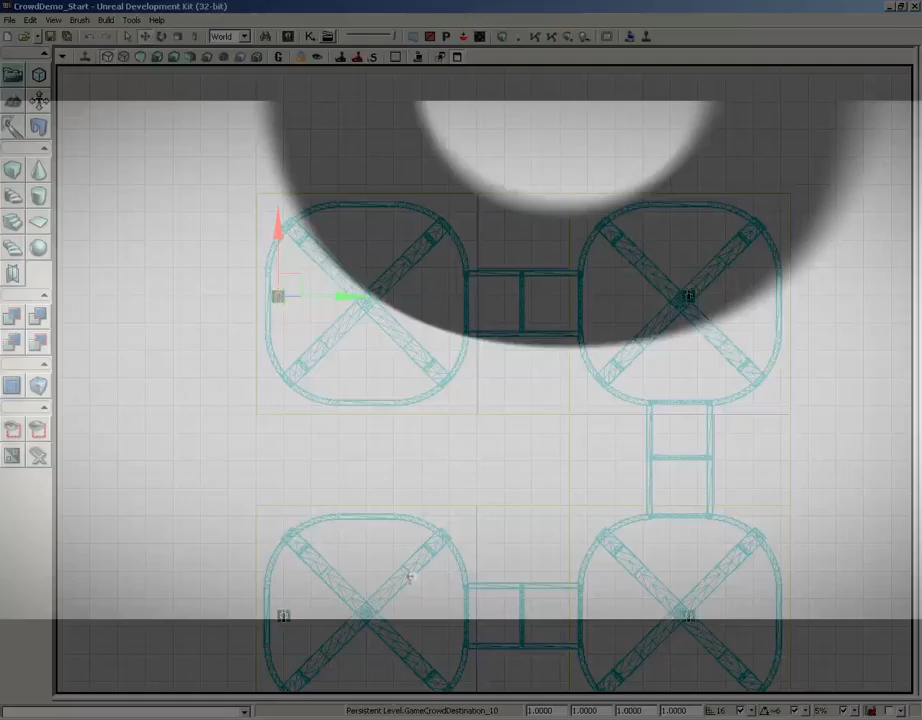 CrowdDemo_Start - Unreal Development Kit (32-bit)
File Edit View Brush Build Tools Help
World
K
P
G
S
Persistent Level.GameCrowdDestination_10
1.0000
1.0000
1.0000
1.0000
16
5%